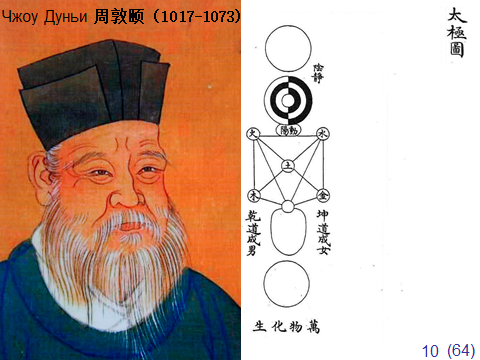 Чжоу Дуньи 周敦颐 (1017-1073)
太極圖
陰靜
陽動
火
水
土
木
金
乾道成男
坤道成女
生化物萬
10 (64)